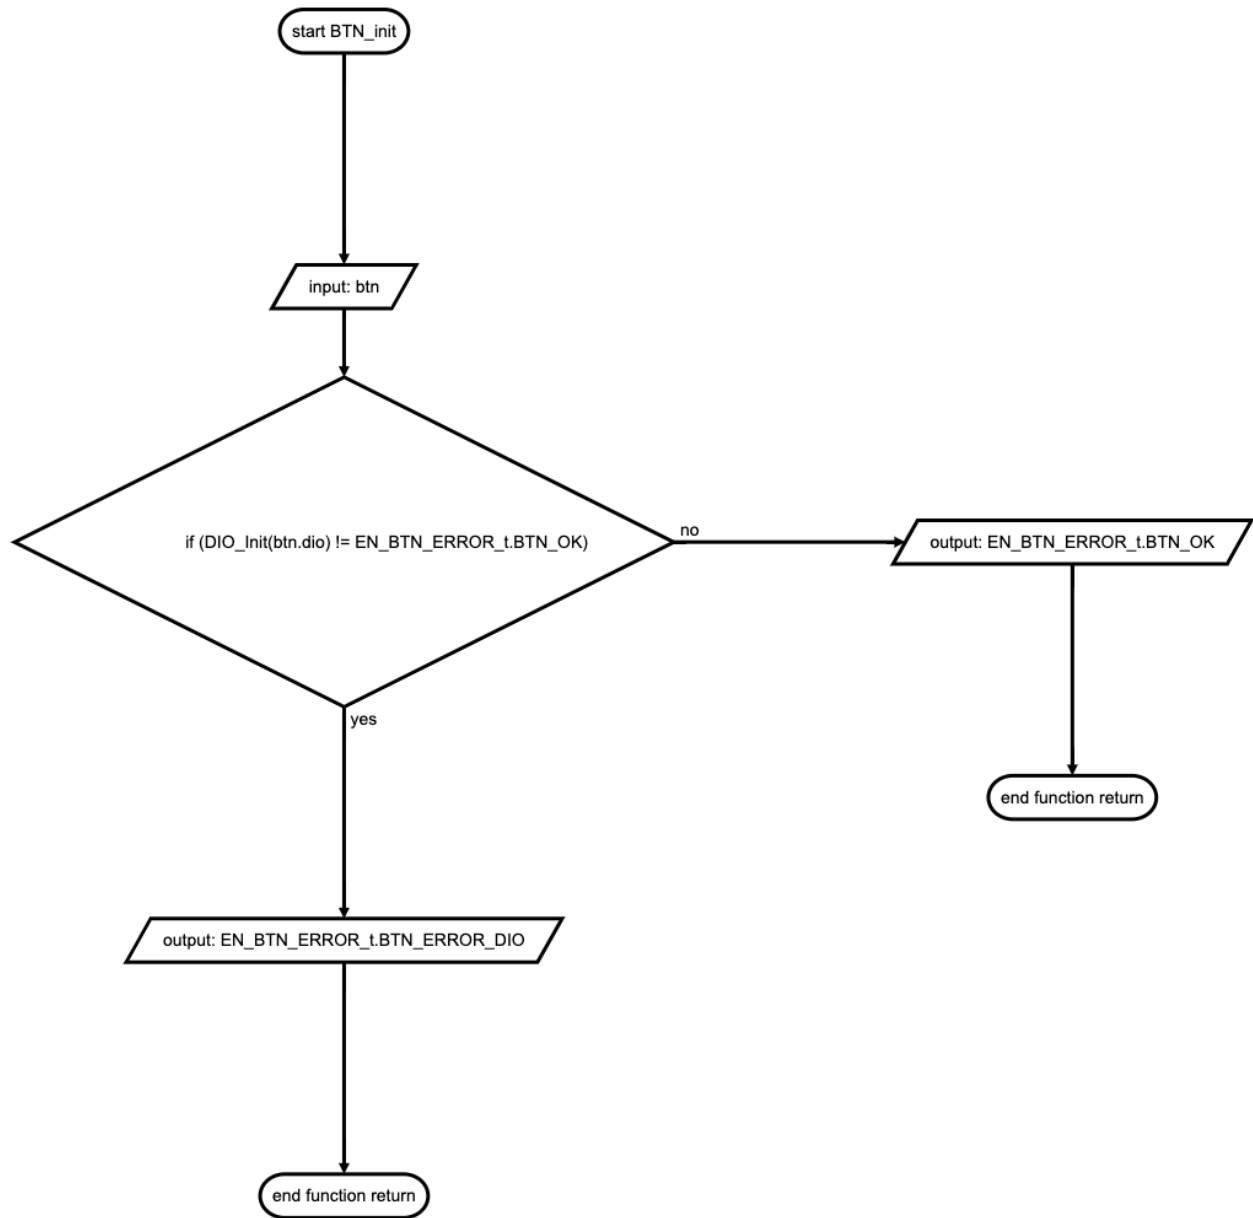 start BTN_init
input: btn
if (DIO_Init(btn.dio) != EN_BTN_ERROR_t.BTN_OK)
no
output: EN_BTN_ERROR_t.BTN_OK
yes
end function return
output: EN_BTN_ERROR_t.BTN_ERROR_DIO
end function return